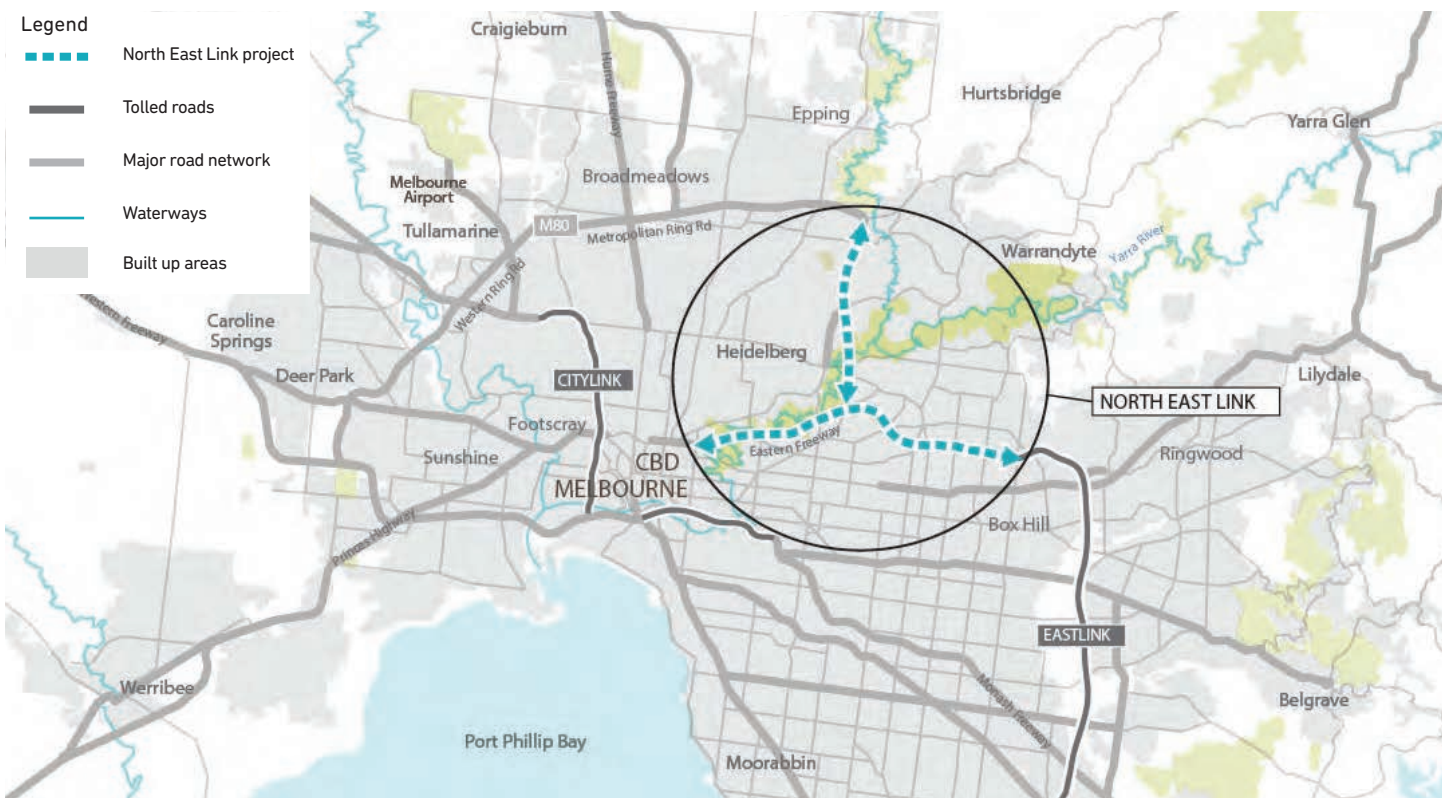 Legend
North East Link project
Tolled roads
Major road network
Waterways
Built up areas
Craigieburn
Hume Freeway
Epping
Hurtsbridge
Yarra Glen
Melbourne
Airport
Broadmeadows
Tullamarine
M80
Metropolitan Ring Rd
Warrandyte
Yarra River
Western Ring Rd
Western Freeway
Caroline
Springs
Heidelberg
Deer Park
CITYLINK
NORTH EAST LINK
Lilydale
Footscray
Eastern Freeway
Ringwood
Sunshine
CBD
MELBOURNE
Box Hill
Princes Highway
EASTLINK
Werribee
Monash Freeway
Belgrave
Port Phillip Bay
Moorabbin